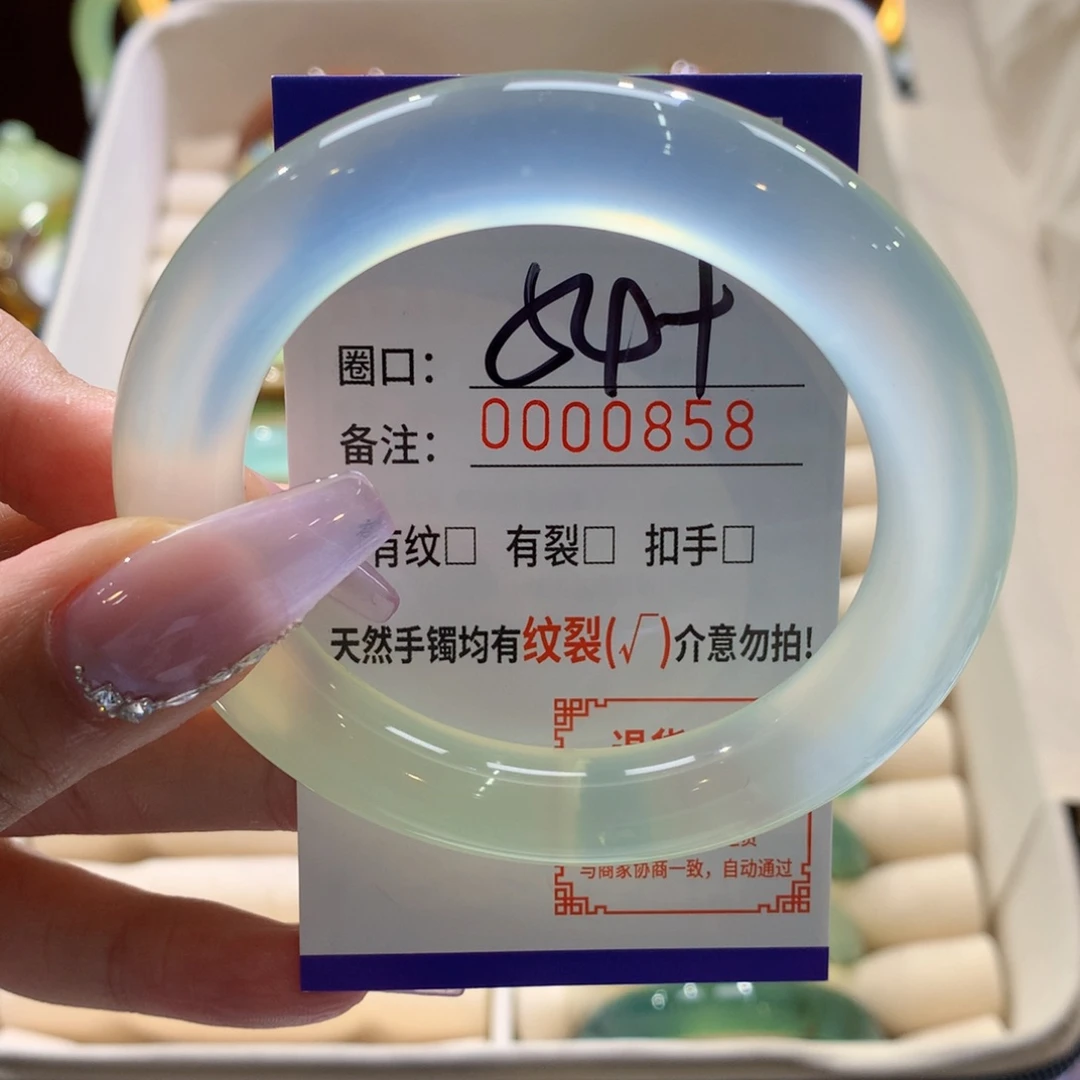 圈口：
备注：0000858
有纹□ 有裂□ 扣手□
天然手镯均有纹裂(√)介意勿拍!
与商家协商一致，自动通过